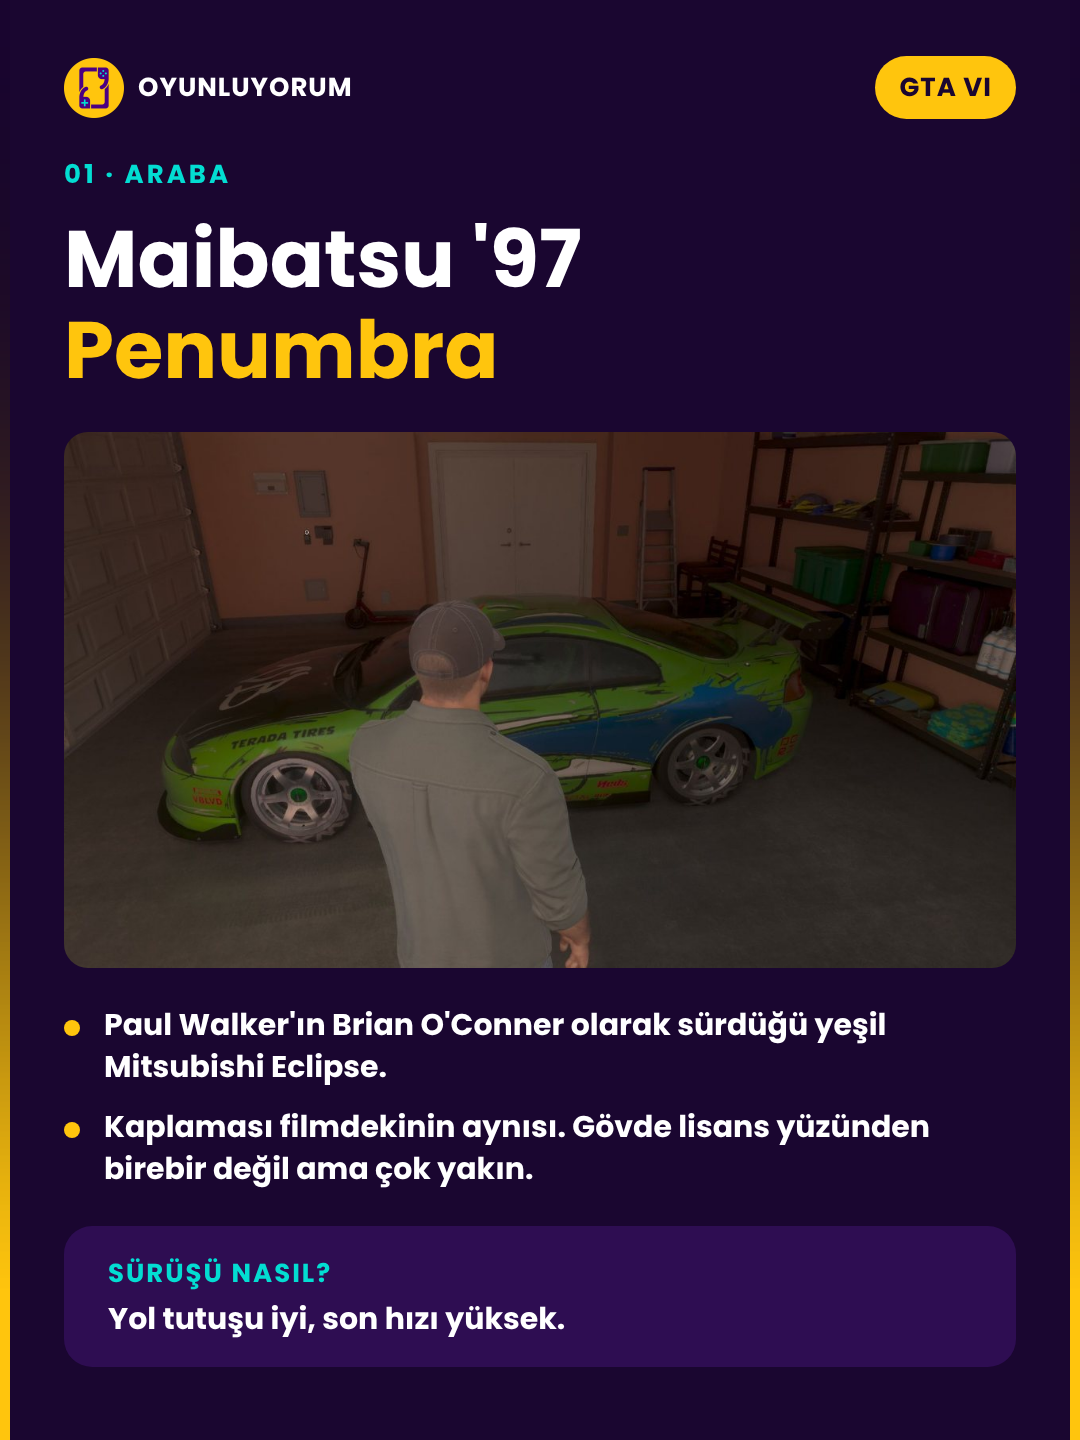 OYUNLUYORUM
GTA VI
01 · ARABA
Maibatsu '97
Penumbra
TERADA TIRES
VOLVD
Paul Walker'ın Brian O'Conner olarak sürdüğü yeşil
Mitsubishi Eclipse.
Kaplaması filmdekinin aynısı. Gövde lisans yüzünden
birebir değil ama çok yakın.
SÜRÜŞÜ NASIL?
Yol tutuşu iyi, son hızı yüksek.